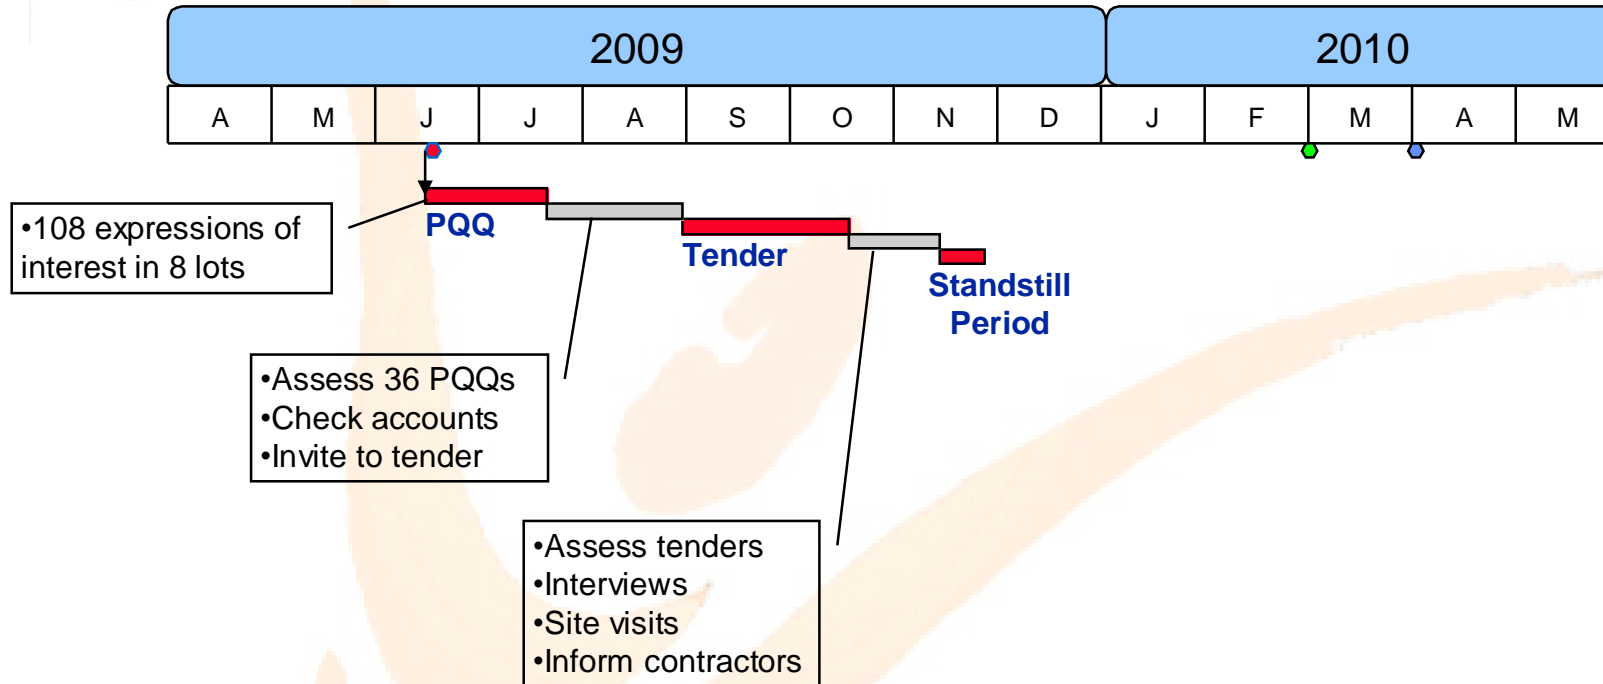 2009
2010
A M J J A S O N D J F M A M
•108 expressions of
interest in 8 lots
PQQ
Tender
Standstill
Period
•Assess 36 PQQs
•Check accounts
•Invite to tender
•Assess tenders
•Interviews
•Site visits
•Inform contractors